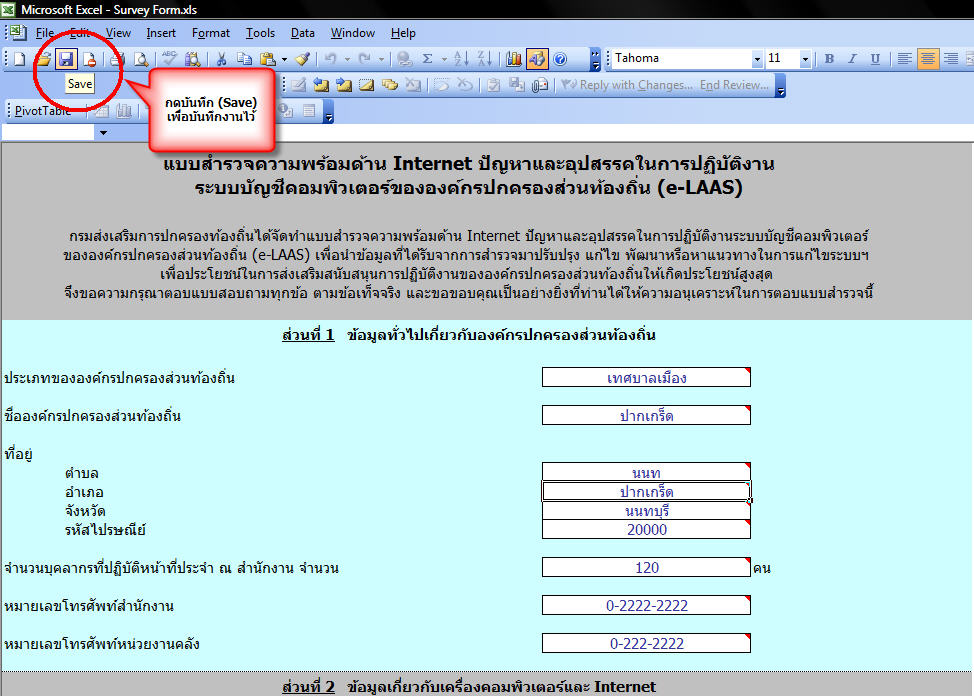 Microsoft Excel - Survey Form.xls
File Edit View Insert Format Tools Data Window Help
Tahoma 11 B I U
Save
Reply with Changes... End Review...
กดบันทึก (Save)
เพื่อบันทึกงานไว้
PivotTable
แบบสำรวจความพร้อมด้าน Internet ปัญหาและอุปสรรคในการปฏิบัติงาน
ระบบบัญชีคอมพิวเตอร์ขององค์กรปกครองส่วนท้องถิ่น (e-LAAS)
กรมส่งเสริมการปกครองท้องถิ่นได้จัดทำแบบสำรวจความพร้อมด้าน Internet ปัญหาและอุปสรรคในการปฏิบัติงานระบบบัญชีคอมพิวเตอร์
ขององค์กรปกครองส่วนท้องถิ่น (e-LAAS) เพื่อนำข้อมูลที่ได้รับจากการสำรวจมาปรับปรุง แก้ไข พัฒนาหรือหาแนวทางในการแก้ไขระบบฯ
เพื่อประโยชน์ในการส่งเสริมสนับสนุนการปฏิบัติงานขององค์กรปกครองส่วนท้องถิ่นให้เกิดประโยชน์สูงสุด
จึงขอความกรุณาตอบแบบสอบถามทุกข้อ ตามข้อเท็จจริง และขอขอบคุณเป็นอย่างยิ่งที่ท่านได้ให้ความอนุเคราะห์ในการตอบแบบสำรวจนี้
ส่วนที่ 1 ข้อมูลทั่วไปเกี่ยวกับองค์กรปกครองส่วนท้องถิ่น
ประเภทขององค์กรปกครองส่วนท้องถิ่น เทศบาลเมือง
ชื่อองค์กรปกครองส่วนท้องถิ่น ปากเกร็ด
ที่อยู่
ตำบล นนท
อำเภอ ปากเกร็ด
จังหวัด นนทบุรี
รหัสไปรษณีย์ 20000
จำนวนบุคลากรที่ปฏิบัติหน้าที่ประจำ ณ สำนักงาน จำนวน 120 คน
หมายเลขโทรศัพท์สำนักงาน 0-2222-2222
หมายเลขโทรศัพท์หน่วยงานคลัง 0-222-2222
ส่วนที่ 2 ข้อมูลเกี่ยวกับเครื่องคอมพิวเตอร์และ Internet